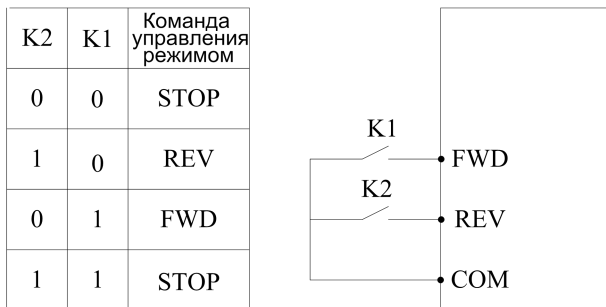 K2 K1 Команда
управления
режимом
0 0 STOP
1 0 REV
0 1 FWD
1 1 STOP
K1
FWD
K2
REV
COM